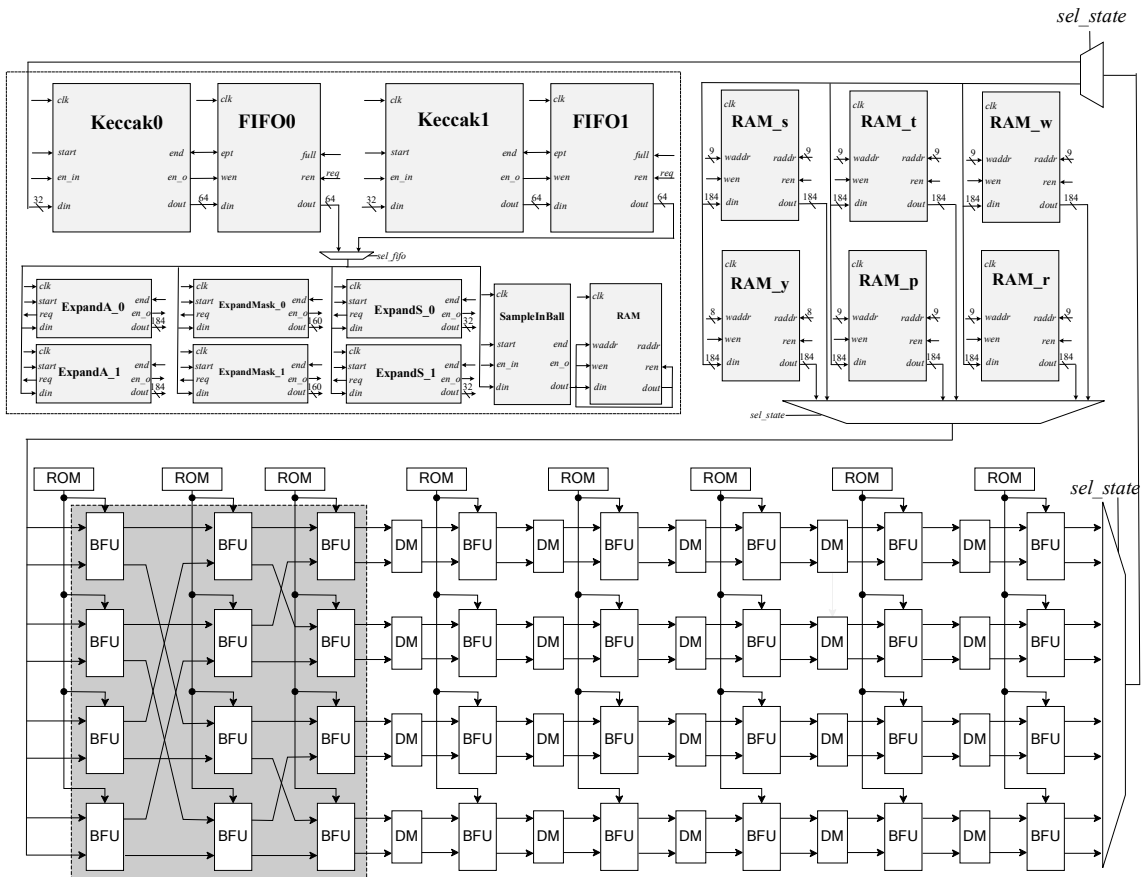 sel_state
clk
Keccak0
start
end
en_in
en_o
32
din
dout
64
clk
FIFO0
ept
full
wen
ren
din
dout
64
clk
Keccak1
start
end
en_in
en_o
32
din
dout
64
clk
FIFO1
ept
full
wen
ren
req
din
dout
64
sel_fifo
clk
start
ExpandA_0
end
req
en_o
din
dout
184
clk
start
ExpandMask_0
end
req
en_o
din
dout
160
clk
start
ExpandS_0
end
req
en_o
din
dout
32
clk
start
ExpandA_1
end
req
en_o
din
dout
184
clk
start
ExpandMask_1
end
req
en_o
din
dout
160
clk
start
ExpandS_1
end
req
en_o
din
dout
32
clk
SampleInBall
start
end
en_in
en_o
din
dout
RAM
waddr
raddr
wen
ren
din
dout
clk
RAM_s
9
waddr
raddr
9
wen
ren
184
din
dout
184
clk
RAM_t
9
waddr
raddr
9
wen
ren
184
din
dout
184
clk
RAM_w
9
waddr
raddr
9
wen
ren
184
din
dout
184
clk
RAM_y
8
waddr
raddr
8
wen
ren
184
din
dout
184
clk
RAM_p
9
waddr
raddr
9
wen
ren
184
din
dout
184
clk
RAM_r
9
waddr
raddr
9
wen
ren
184
din
dout
184
sel_state
ROM ROM ROM ROM ROM ROM ROM ROM
sel_state
BFU BFU BFU DM BFU DM BFU DM BFU DM BFU DM BFU
BFU BFU BFU DM BFU DM BFU DM BFU DM BFU DM BFU
BFU BFU BFU DM BFU DM BFU DM BFU DM BFU DM BFU
BFU BFU BFU DM BFU DM BFU DM BFU DM BFU DM BFU